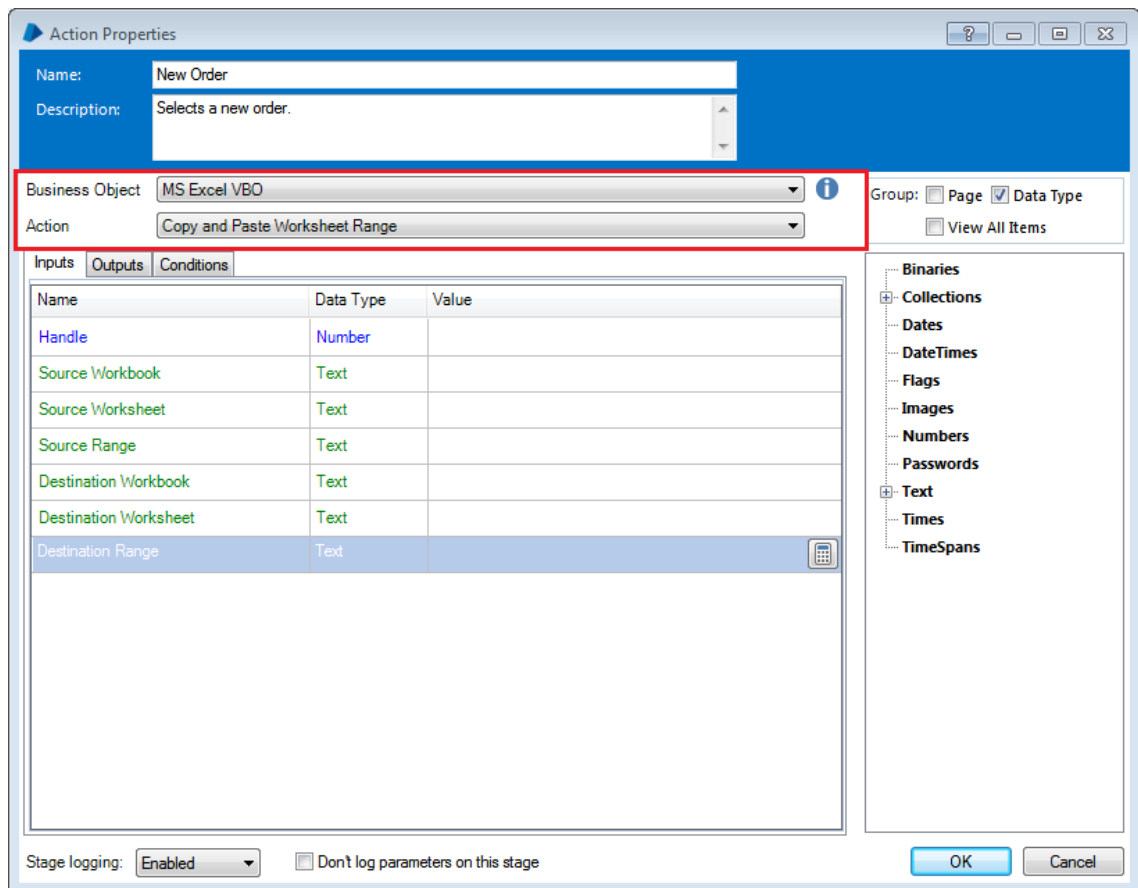 Action Properties
Name: New Order
Description: Selects a new order.
Business Object MS Excel VBO
Action Copy and Paste Worksheet Range
Group: Page Data Type
View All Items
Inputs Outputs Conditions
Name Data Type Value
Handle Number
Source Workbook Text
Source Worksheet Text
Source Range Text
Destination Workbook Text
Destination Worksheet Text
Destination Range Text
Binaries
Collections
Dates
DateTimes
Flags
Images
Numbers
Passwords
Text
Times
TimeSpans
Stage logging: Enabled Don't log parameters on this stage OK Cancel